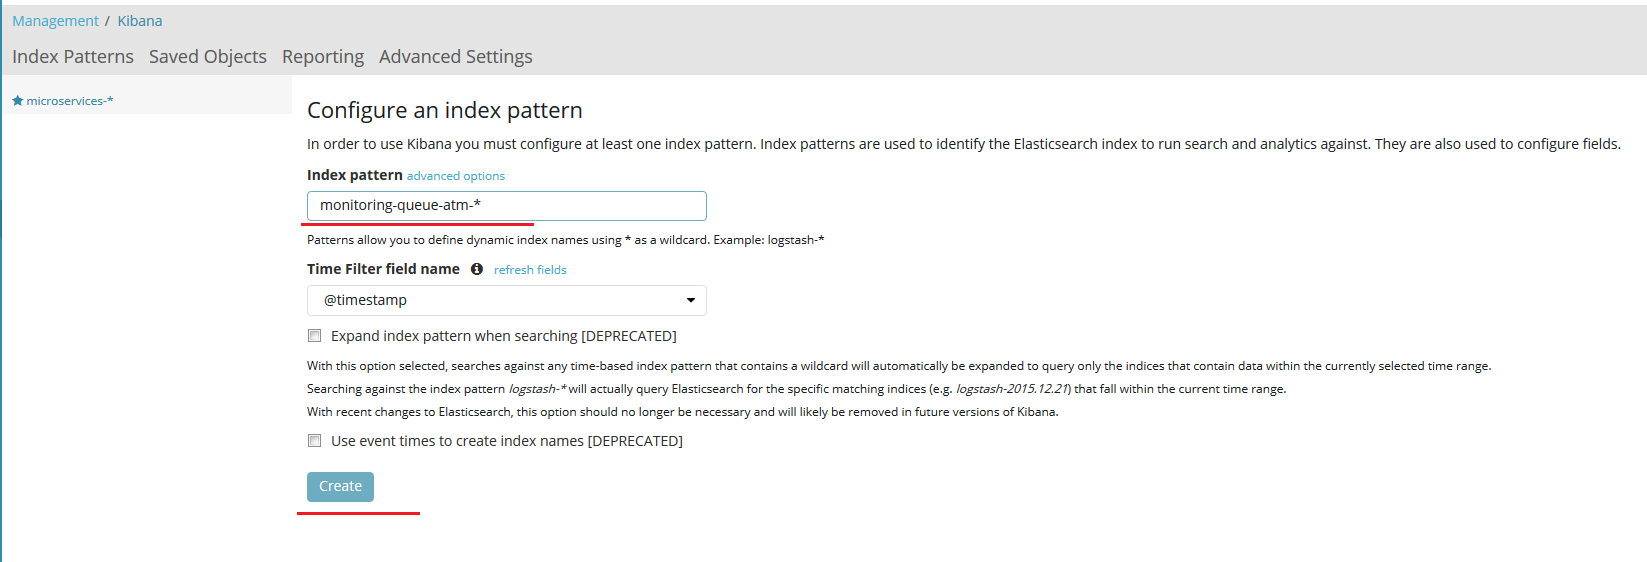 Management / Kibana
Index Patterns Saved Objects Reporting Advanced Settings
microservices-*
Configure an index pattern
In order to use Kibana you must configure at least one index pattern. Index patterns are used to identify the Elasticsearch index to run search and analytics against. They are also used to configure fields.
Index pattern advanced options
monitoring-queue-atm-*
Patterns allow you to define dynamic index names using * as a wildcard. Example: logstash-*
Time Filter field name refresh fields
@timestamp
Expand index pattern when searching [DEPRECATED]
With this option selected, searches against any time-based index pattern that contains a wildcard will automatically be expanded to query only the indices that contain data within the currently selected time range.
Searching against the index pattern logstash-* will actually query Elasticsearch for the specific matching indices (e.g. logstash-2015.12.21) that fall within the current time range.
With recent changes to Elasticsearch, this option should no longer be necessary and will likely be removed in future versions of Kibana.
Use event times to create index names [DEPRECATED]
Create